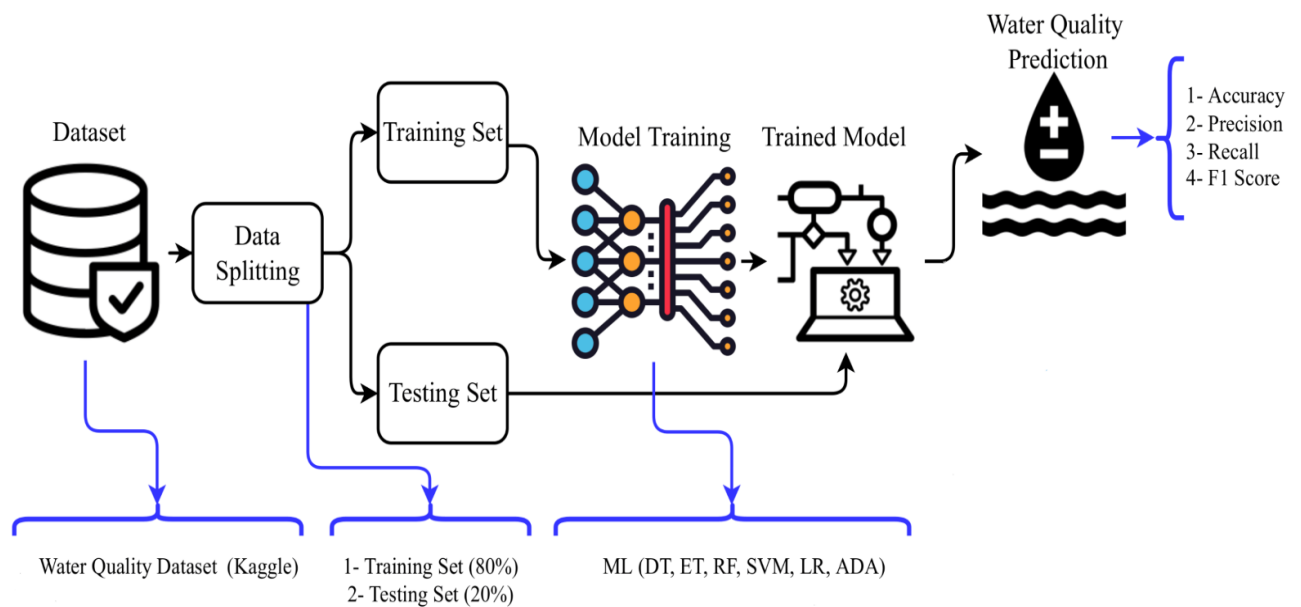 Water Quality
Prediction
1- Accuracy
2- Precision
3- Recall
4- F1 Score
Dataset
Training Set
Model Training
Trained Model
Data
Splitting
Testing Set
Water Quality Dataset (Kaggle)
1- Training Set (80%)
2- Testing Set (20%)
ML (DT, ET, RF, SVM, LR, ADA)